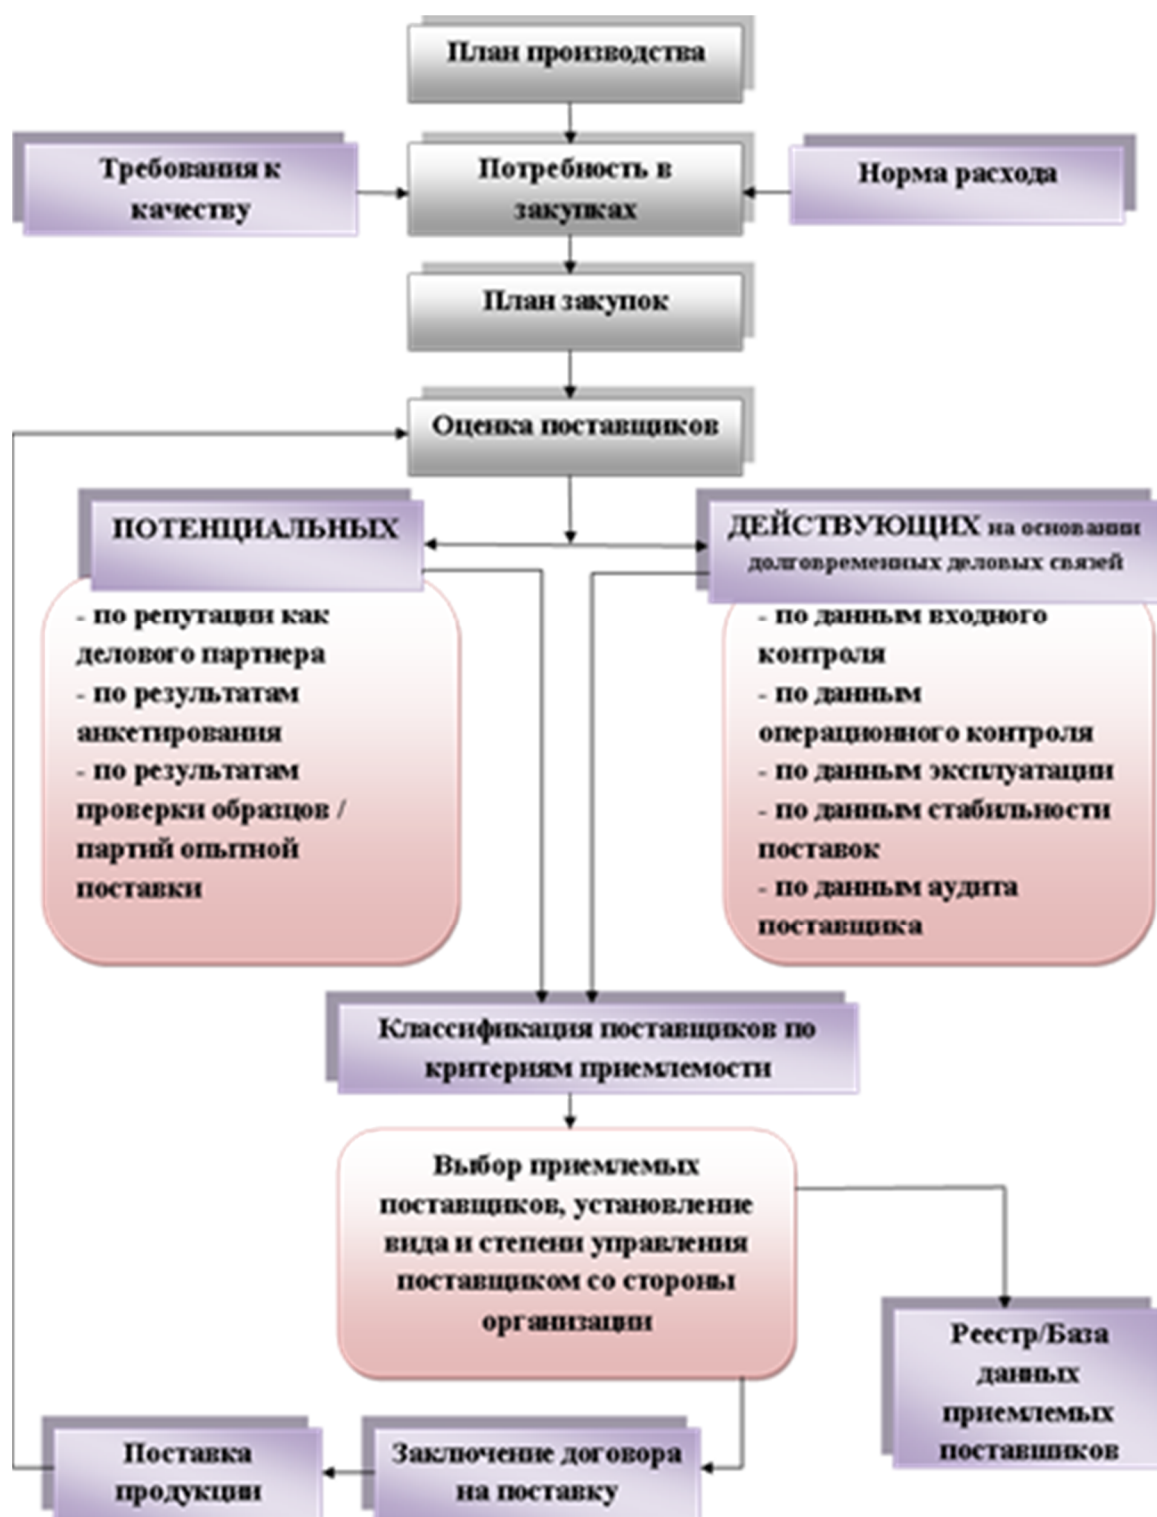 План производства
Требования к
качеству
Потребность в
закупках
Норма расхода
План закупок
Оценка поставщиков
ПОТЕНЦИАЛЬНЫХ
- по репутации как
делового партнера
- по результатам
анкетирования
- по результатам
проверки образцов /
партий опытной
поставки
ДЕЙСТВУЮЩИХ на основании
долговременных деловых связей
- по данным входного
контроля
- по данным
операционного контроля
- по данным эксплуатации
- по данным стабильности
поставок
- по данным аудита
поставщика
Классификация поставщиков по
критериям приемлемости
Выбор приемлемых
поставщиков, установление
вида и степени управления
поставщиком со стороны
организации
Реестр/База
данных
приемлемых
поставшиков
Заключение договора
на поставку
Поставка
продукции